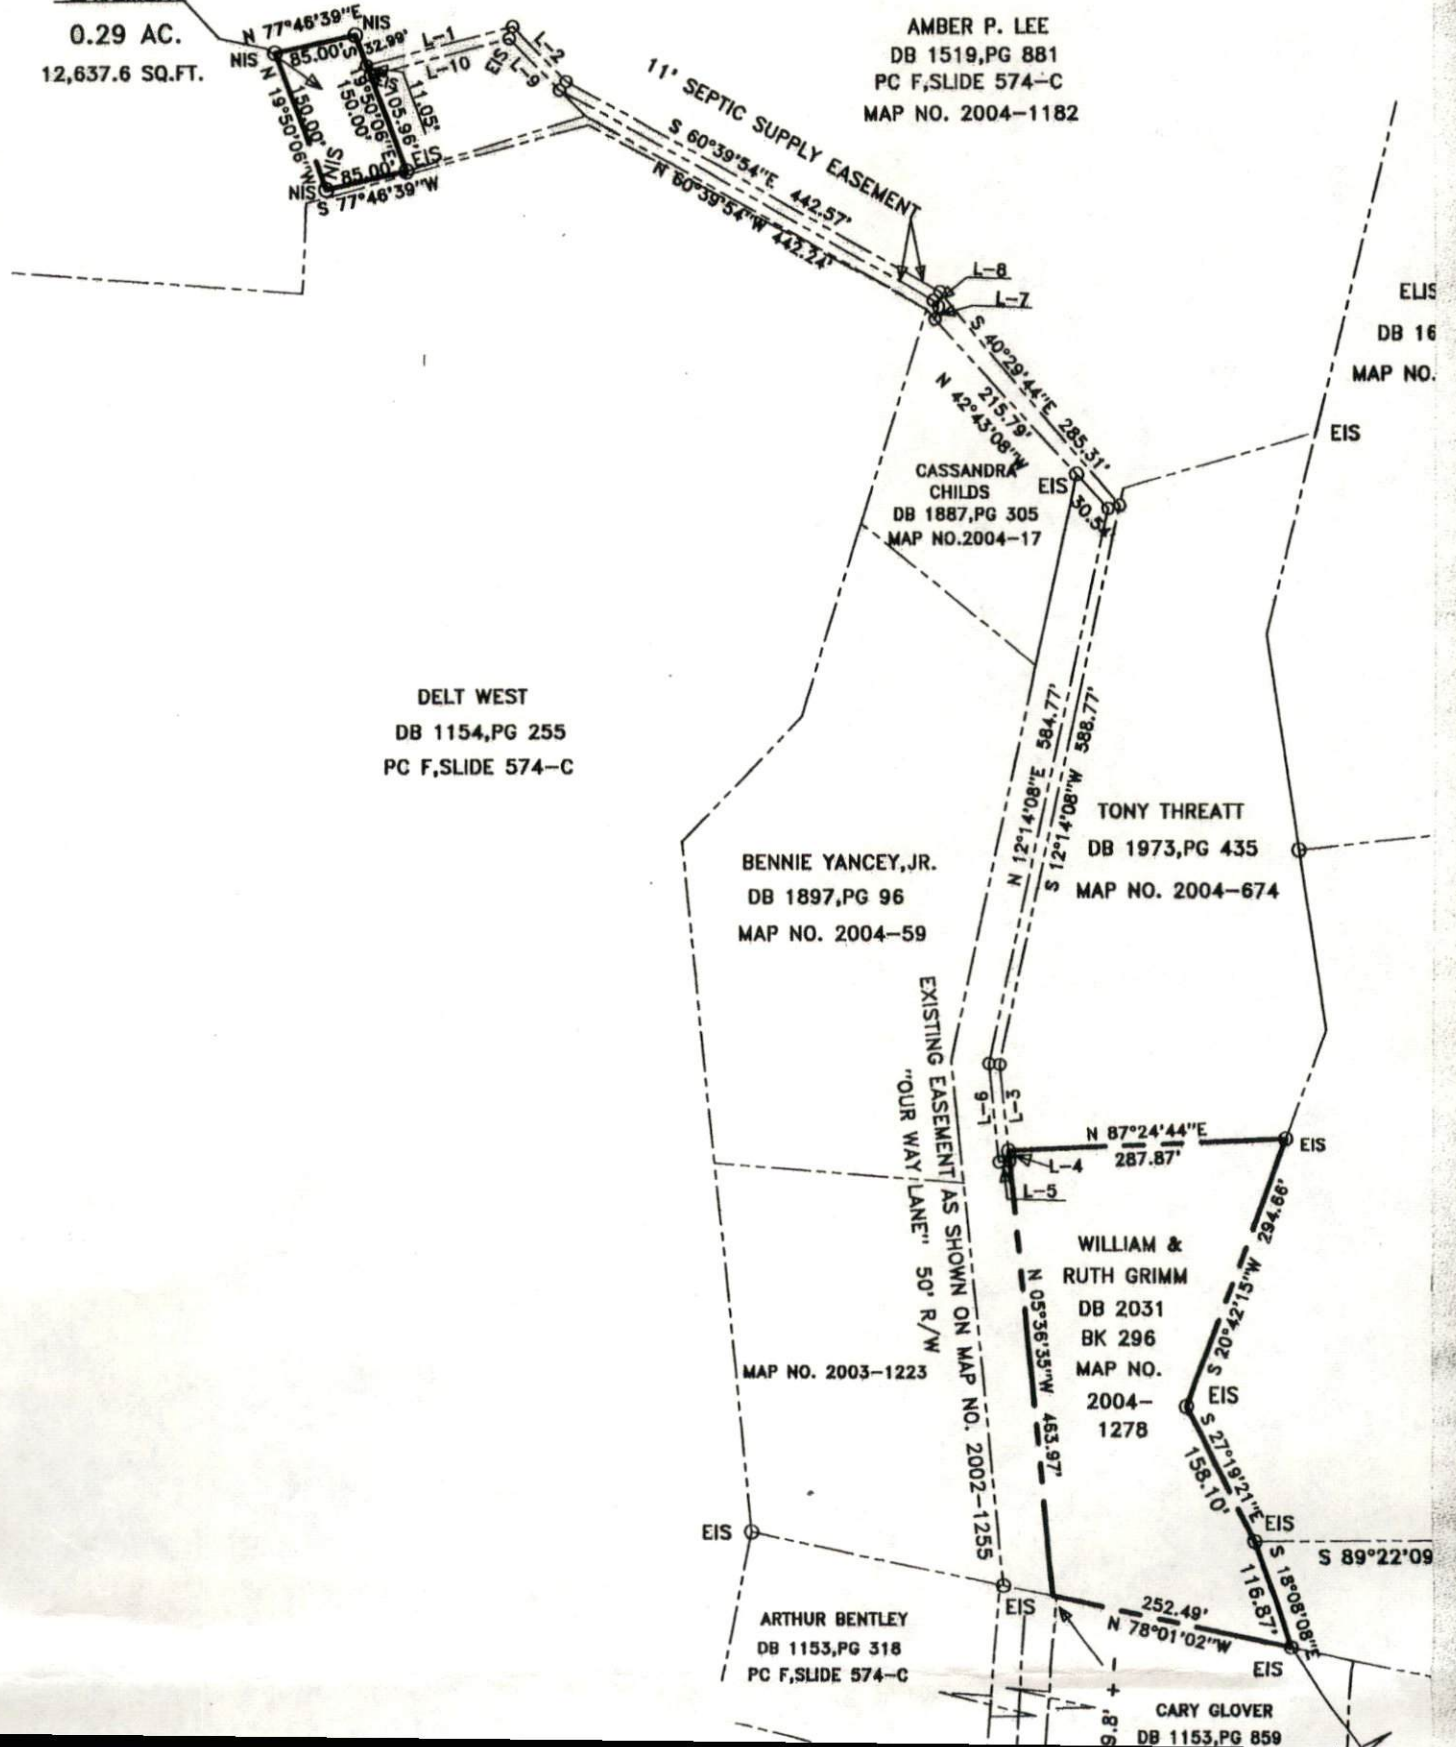 0.29 AC.
12,637.6 SQ.FT.
N 77°46'39"E
NIS
NIS
85.00'
S
32.99'
L-1
L-10
EIS
L-2
L-9
N 19°50'06"W
150.00'
NIS
19°50'06"E
150.00'
105.96'
11.05'
EIS
EIS
85.00'
NIS
S 77°46'39"W
11' SEPTIC SUPPLY EASEMENT
S 60°39'54"E 442.57'
N 60°39'54"W 442.24'
AMBER P. LEE
DB 1519,PG 881
PC F,SLIDE 574-C
MAP NO. 2004-1182
L-8
L-7
ELIS
DB 16
MAP NO.
EIS
S 40°29'44"E 285.31'
215.79'
N 42°43'08"W
EIS
30.54'
CASSANDRA
CHILDS
DB 1887,PG 305
MAP NO.2004-17
DELT WEST
DB 1154,PG 255
PC F,SLIDE 574-C
N 12°14'08"E 584.77'
S 12°14'08"W 588.77'
TONY THREATT
DB 1973,PG 435
MAP NO. 2004-674
BENNIE YANCEY,JR.
DB 1897,PG 96
MAP NO. 2004-59
EXISTING EASEMENT AS SHOWN ON MAP NO. 2002-1255
"OUR WAY LANE" 50' R/W
L-6
L-3
N 87°24'44"E
287.87'
EIS
L-4
L-5
WILLIAM &
RUTH GRIMM
DB 2031
BK 296
MAP NO.
2004-
1278
S 20°42'15"W 294.66'
EIS
N 05°36'35"W 463.97'
MAP NO. 2003-1223
S 27°19'21"E
158.10'
EIS
S 89°22'09
S 18°08'08"E
116.87'
EIS
EIS
252.49'
N 78°01'02"W
EIS
ARTHUR BENTLEY
DB 1153,PG 318
PC F,SLIDE 574-C
CARY GLOVER
DB 1153,PG 859